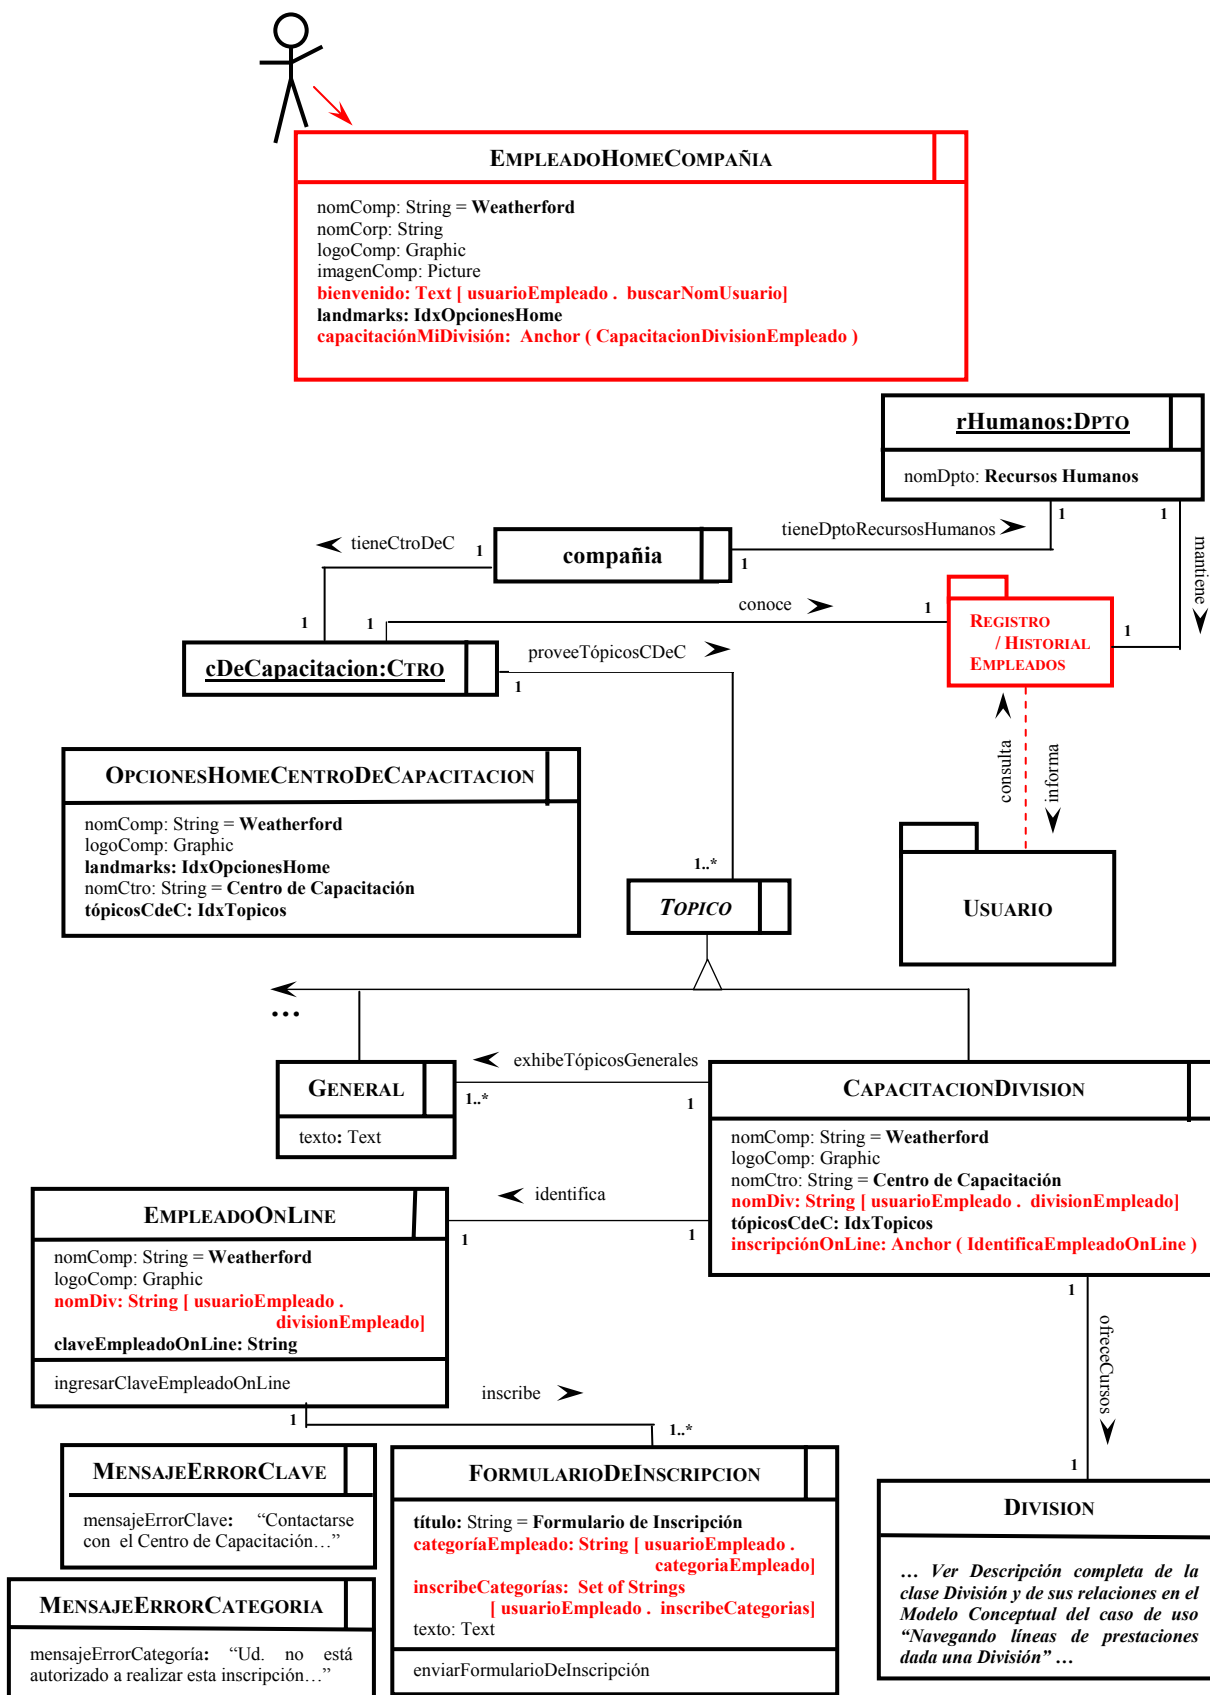 EMPLEADOHOMECOMPAÑIA
nomComp: String = Weatherford
nomCorp: String
logoComp: Graphic
imagenComp: Picture
bienvenido: Text [ usuarioEmpleado . buscarNomUsuario]
landmarks: IdxOpcionesHome
capacitaciónMiDivisión: Anchor ( CapacitacionDivisionEmpleado )
rHumanos:DPTO
nomDpto: Recursos Humanos
1
1
mantiene
tieneDptoRecursosHumanos
1
compañia
tieneCtroDeC
1
1
1
conoce
1
REGISTRO
/ HISTORIAL
EMPLEADOS
1
cDeCapacitacion:CTRO
proveeTópicosCDeC
1
consulta
informa
OPCIONESHOMECENTRODECAPACITACION
nomComp: String = Weatherford
logoComp: Graphic
landmarks: IdxOpcionesHome
nomCtro: String = Centro de Capacitación
tópicosCdeC: IdxTopicos
1..*
TOPICO
USUARIO
...
GENERAL
texto: Text
exhibeTópicosGenerales
1..*
1
CAPACITACIONDIVISION
nomComp: String = Weatherford
logoComp: Graphic
nomCtro: String = Centro de Capacitación
nomDiv: String [ usuarioEmpleado . divisionEmpleado]
tópicosCdeC: IdxTopicos
inscripciónOnLine: Anchor ( IdentificaEmpleadoOnLine )
identifica
1
1
EMPLEADOONLINE
nomComp: String = Weatherford
logoComp: Graphic
nomDiv: String [ usuarioEmpleado .
divisionEmpleado]
claveEmpleadoOnLine: String
ingresarClaveEmpleadoOnLine
1
ofreceCursos
1
inscribe
1
1..*
MENSAJEERRORCLAVE
mensajeErrorClave: “Contactarse
con el Centro de Capacitación…”
FORMULARIODEINSCRIPCION
título: String = Formulario de Inscripción
categoríaEmpleado: String [ usuarioEmpleado .
categoriaEmpleado]
inscribeCategorías: Set of Strings
[ usuarioEmpleado . inscribeCategorias]
texto: Text
enviarFormularioDeInscripción
DIVISION
… Ver Descripción completa de la
clase División y de sus relaciones en el
Modelo Conceptual del caso de uso
“Navegando líneas de prestaciones
dada una División” …
MENSAJEERRORCATEGORIA
mensajeErrorCategoría: “Ud. no está
autorizado a realizar esta inscripción…”